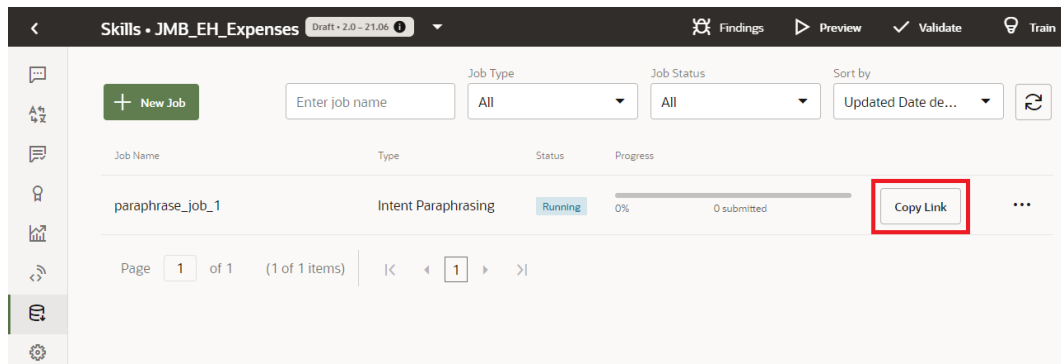 Skills • JMB_EH_Expenses Draft • 2.0 – 21.06 Findings Preview Validate Train
Job Type Job Status Sort by
New Job Enter job name All All Updated Date de...
Job Name Type Status Progress
paraphrase_job_1 Intent Paraphrasing Running 0% 0 submitted Copy Link ...
Page 1 of 1 (1 of 1 items) 1